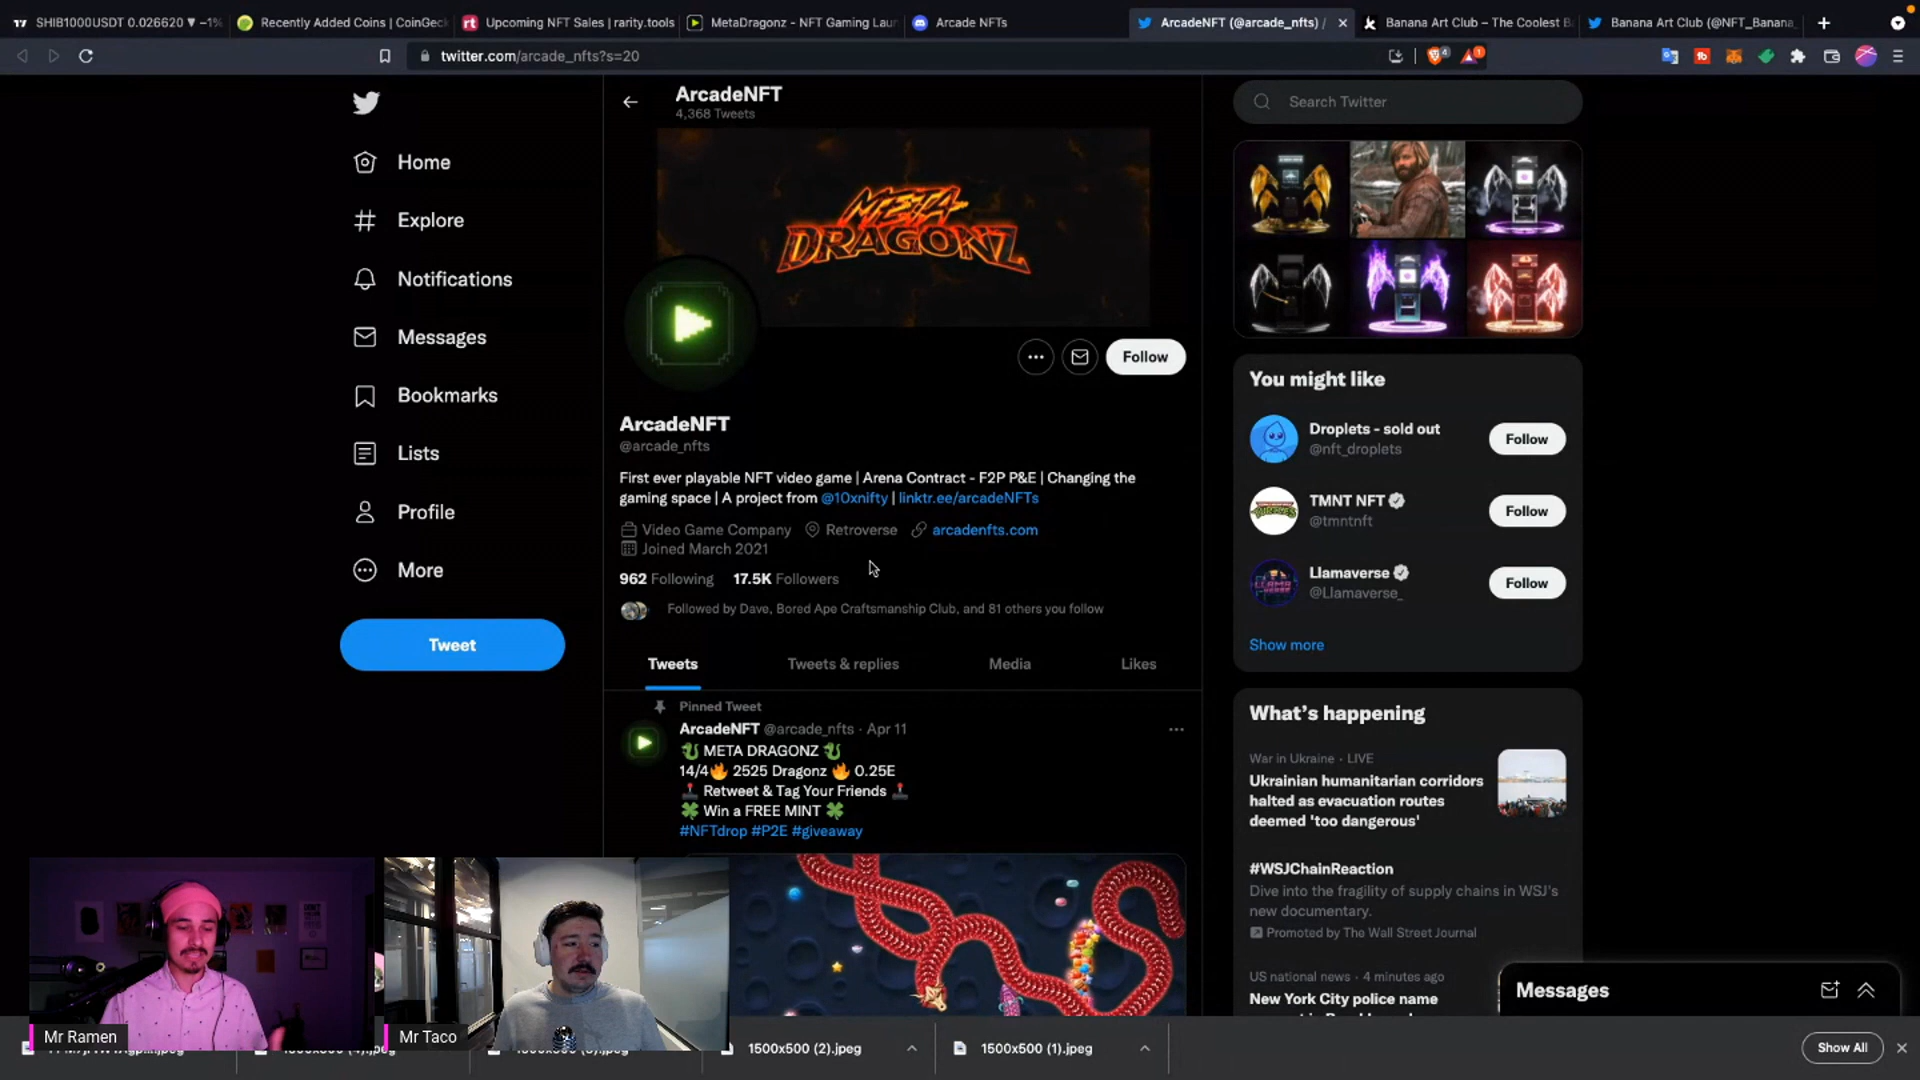 SHIB1000USDT 0.026620 ▼ −1%
Recently Added Coins | CoinGeck
Upcoming NFT Sales | rarity.tools
MetaDragonz - NFT Gaming Lau
Arcade NFTs
ArcadeNFT (@arcade_nfts) /
Banana Art Club – The Coolest B
Banana Art Club (@NFT_Banana_
twitter.com/arcade_nfts?s=20
ArcadeNFT
4,368 Tweets
META
DRAGONZ
Home
Explore
Notifications
Messages
Bookmarks
Lists
Profile
More
Tweet
Follow
ArcadeNFT
@arcade_nfts
First ever playable NFT video game | Arena Contract - F2P P&E | Changing the
gaming space | A project from @10xnifty | linktr.ee/arcadeNFTs
Video Game Company Retroverse arcadenfts.com
Joined March 2021
962 Following 17.5K Followers
Followed by Dave, Bored Ape Craftsmanship Club, and 81 others you follow
Tweets Tweets & replies Media Likes
Pinned Tweet
ArcadeNFT @arcade_nfts · Apr 11
🐉 META DRAGONZ 🐉
14/4🔥 2525 Dragonz 🔥 0.25E
🕹️ Retweet & Tag Your Friends 🕹️
🍀 Win a FREE MINT 🍀
#NFTdrop #P2E #giveaway
Search Twitter
You might like
Droplets - sold out
@nft_droplets
Follow
TMNT NFT
@tmntnft
Follow
Llamaverse
@Llamaverse_
Follow
Show more
What's happening
War in Ukraine · LIVE
Ukrainian humanitarian corridors
halted as evacuation routes
deemed 'too dangerous'
#WSJChainReaction
Dive into the fragility of supply chains in WSJ's
new documentary.
Promoted by The Wall Street Journal
US national news · 4 minutes ago
New York City police name
Messages
Mr Ramen
Mr Taco
1500x500 (2).jpeg
1500x500 (1).jpeg
Show All